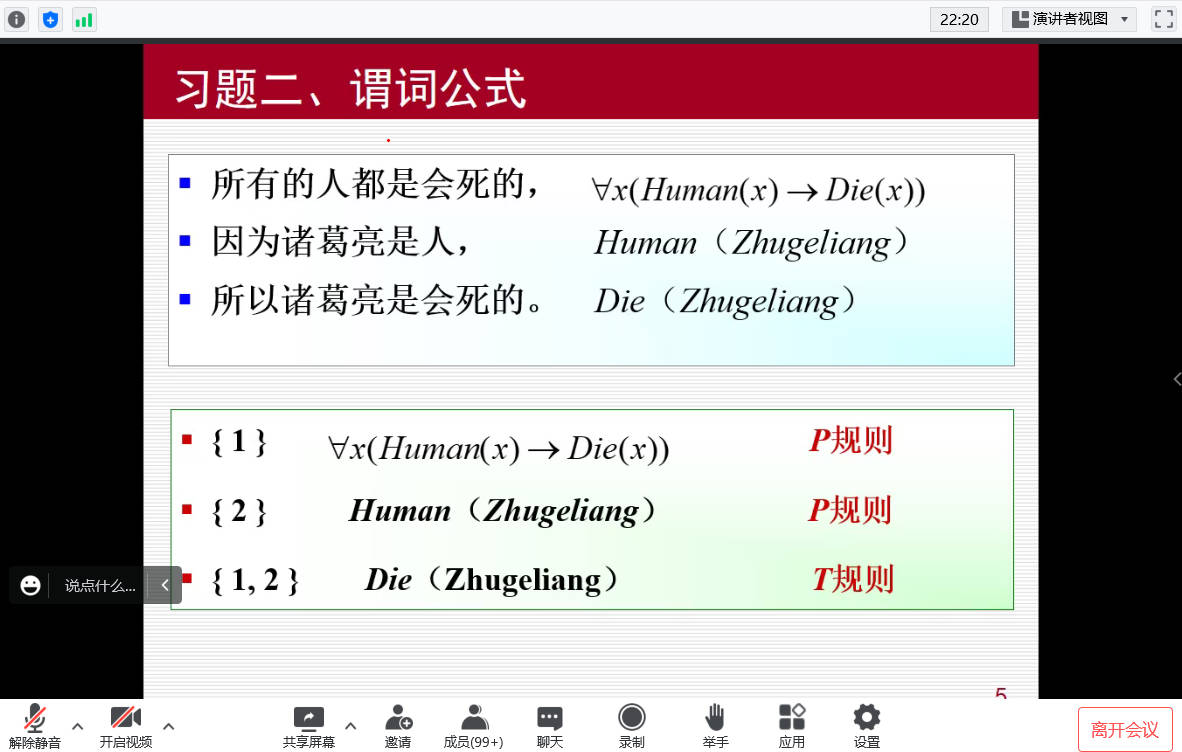 22:20 演讲者视图
习题二、谓词公式
所有的人都是会死的， ∀x(Human(x) → Die(x))
因为诸葛亮是人， Human（Zhugeliang）
所以诸葛亮是会死的。 Die（Zhugeliang）
{ 1 } ∀x(Human(x) → Die(x)) P规则
{ 2 } Human（Zhugeliang） P规则
{ 1, 2 } Die（Zhugeliang） T规则
说点什么...
5
解除静音 开启视频 共享屏幕 邀请 成员(99+) 聊天 录制 举手 应用 设置 离开会议